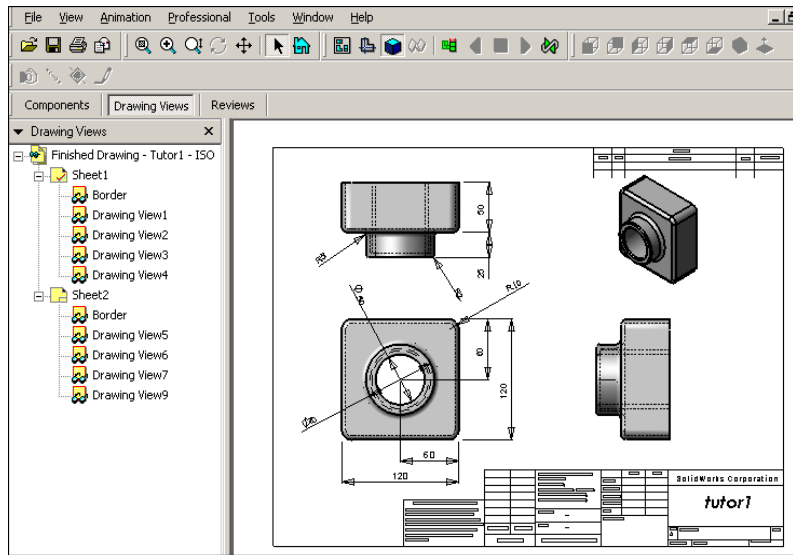 File View Animation Professional Tools Window Help
Components Drawing Views Reviews
Drawing Views
Finished Drawing - Tutor1 - ISO
Sheet1
Border
Drawing View1
Drawing View2
Drawing View3
Drawing View4
Sheet2
Border
Drawing View5
Drawing View6
Drawing View7
Drawing View9
50
25
R10
60
120
60
120
SolidWorks Corporation
tutor1